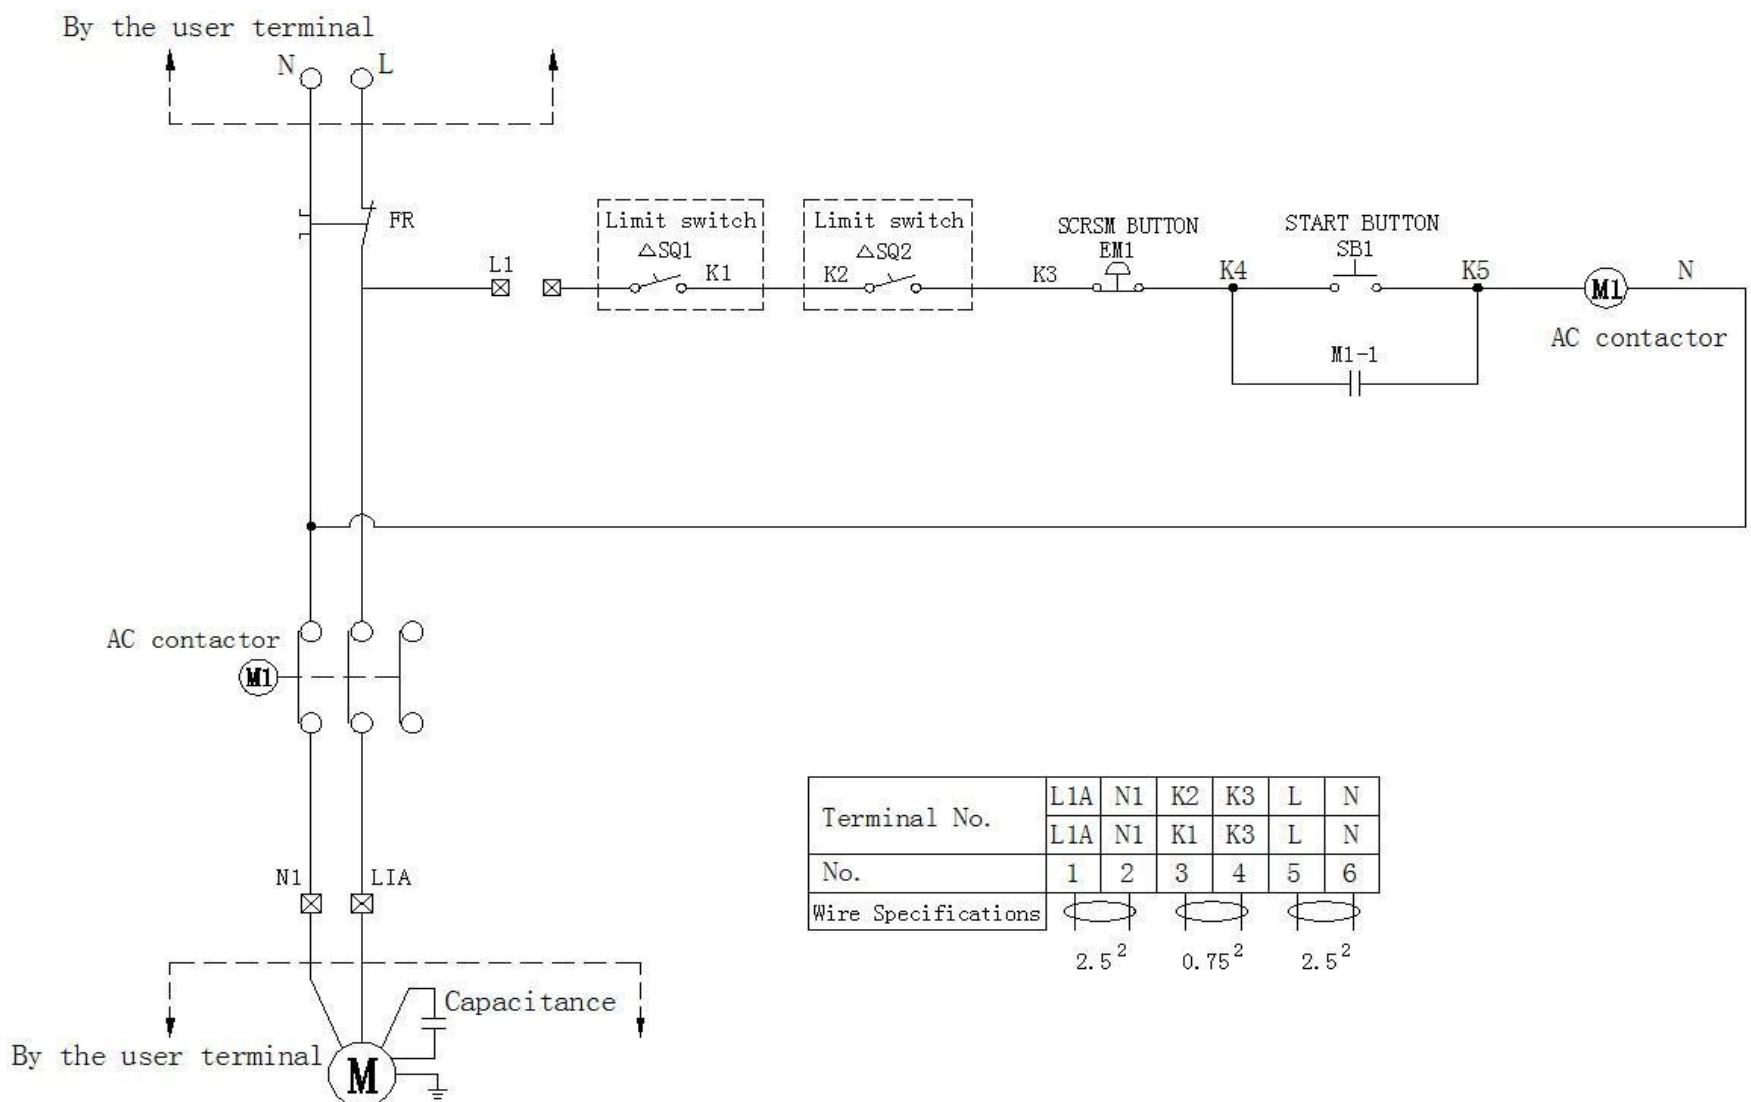 By the user terminal
N L
FR
L1
Limit switch
△SQ1
K1
Limit switch
△SQ2
K2
K3
SCRSM BUTTON
EM1
K4
START BUTTON
SB1
K5
M1
N
AC contactor
M1-1
AC contactor
M1
N1 LIA
Terminal No. L1A N1 K2 K3 L N
L1A N1 K1 K3 L N
No. 1 2 3 4 5 6
Wire Specifications
2.5² 0.75² 2.5²
Capacitance
By the user terminal
M